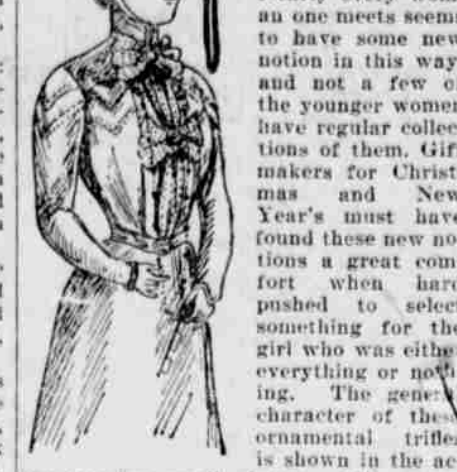 an one meets seems
to have some new
notion in this way
and not a few of
the younger women
have regular collec
tions of them. Gift
makers for Christ
mas and New
Year's must have
found these new no
tions a great com
fort when hard
pushed to select
something for the
girl who was either
everything or noth
ing. The general
character of these
ornamental trifles
is shown in the ac